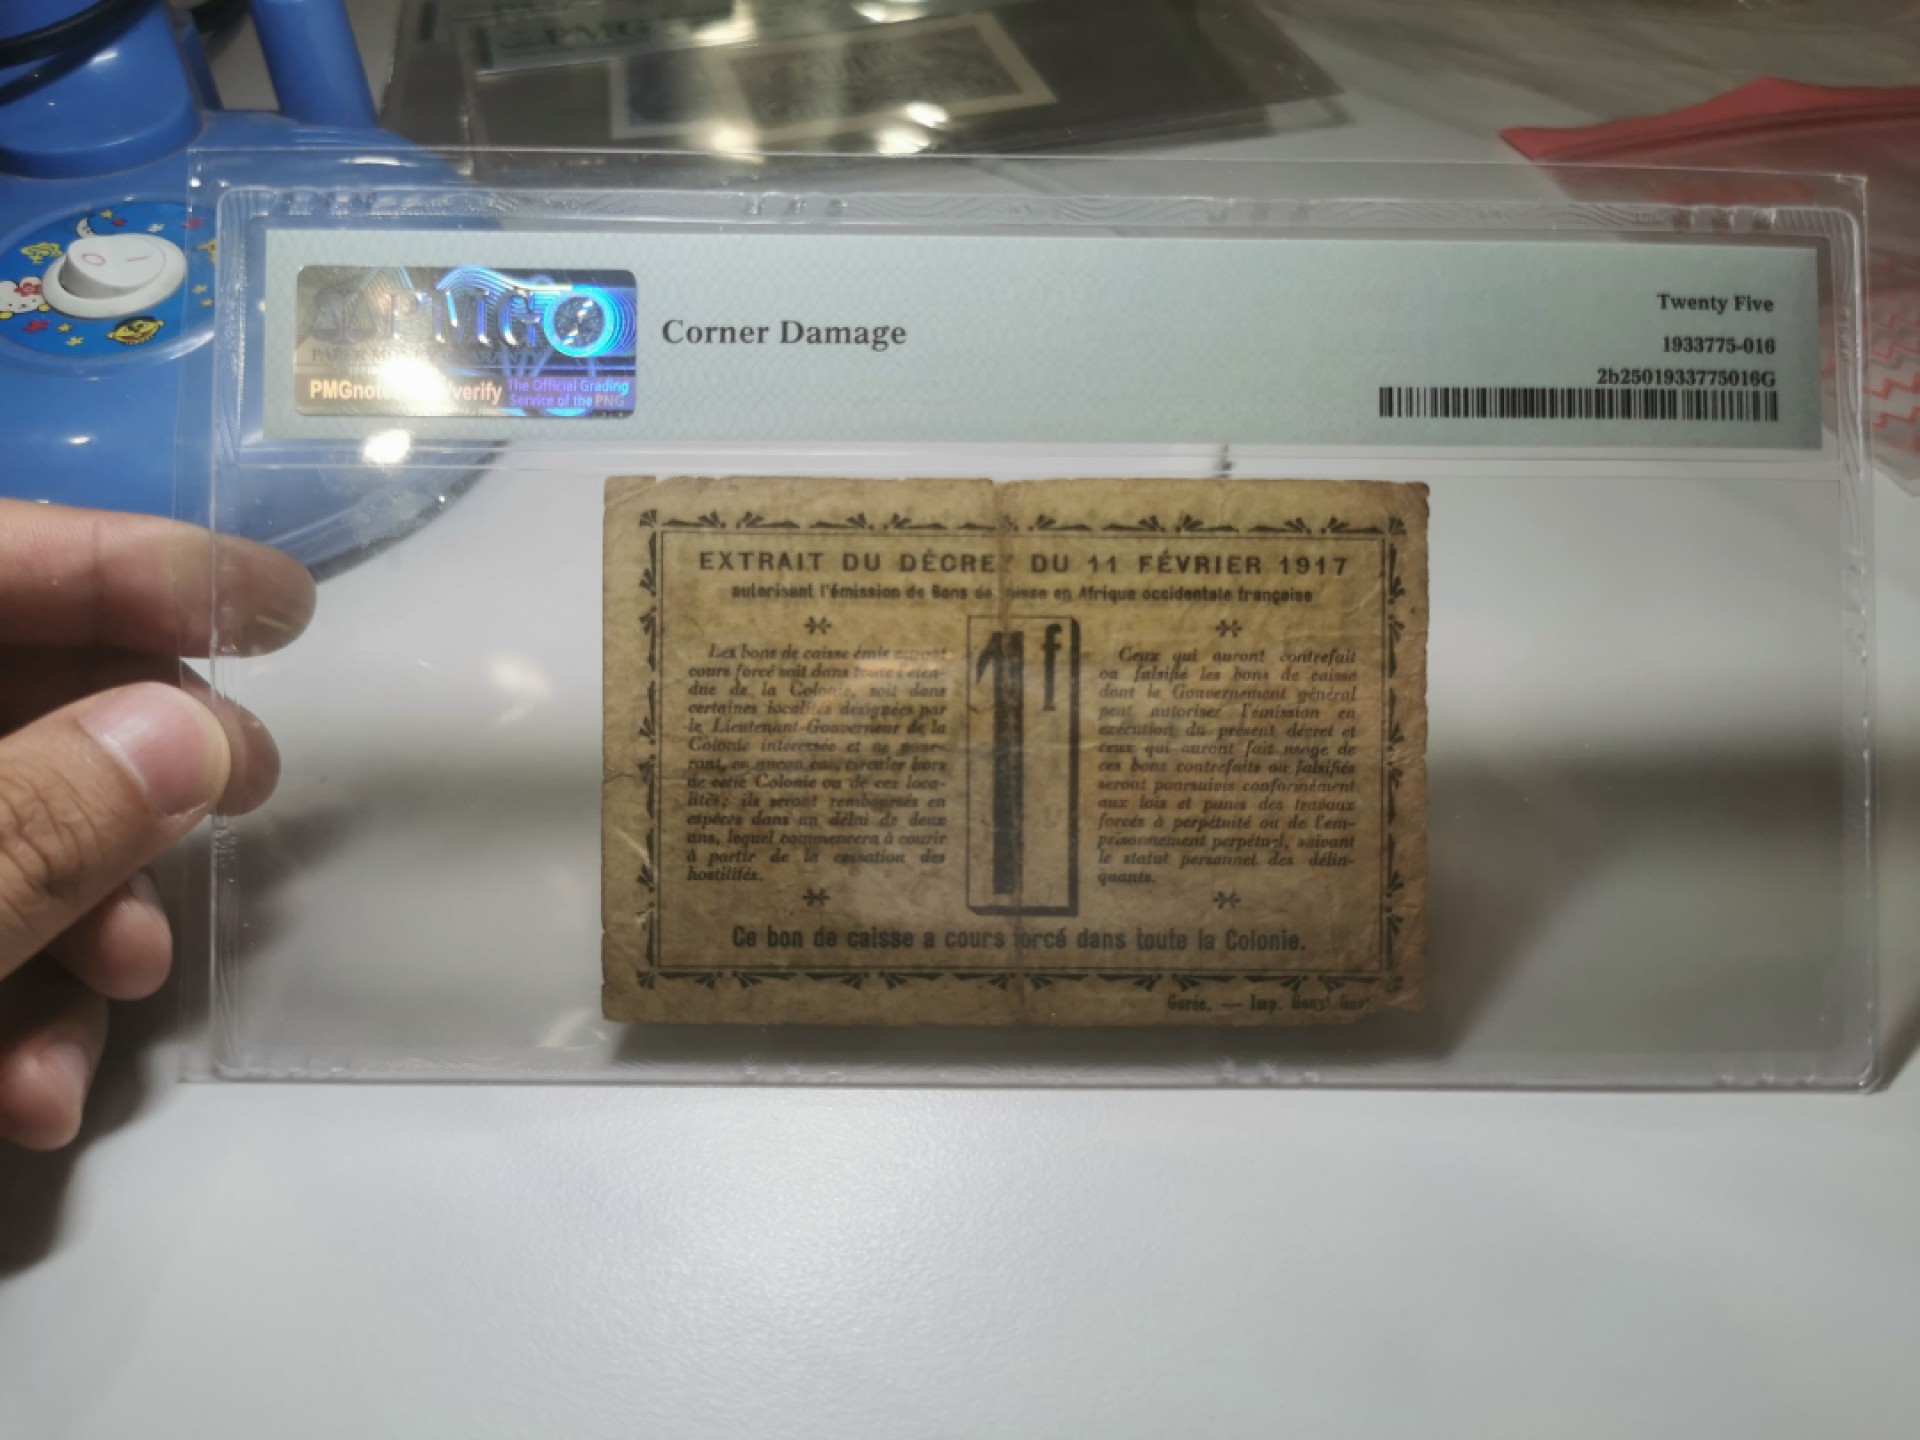 PMG
PAPER MONEY GUARANTY
verify
The Official Grading
Service of the PNG
Corner Damage
Twenty Five
1933775-016
2b2501933775016G
EXTRAIT DU DÉCRET DU 11 FÉVRIER 1917
autorisant l'émission de Bons de en Afrique occidentale française
1f
Les bons de caisse émis auront
cours forcé soit dans toute l'éten-
due de la Colonie, soit dans
certaines localités désignées par
le Lieutenant-Gouverneur de la
Colonie intéressée et ne pour-
ront, en aucun cas, circuler hors
de cette Colonie ou de ces loca-
lités; ils seront remboursés en
espèces dans un délai de deux
ans, lequel commencera à courir
à partir de la cessation des
hostilités.
Ceux qui auront contrefait
ou falsifié les bons de caisse
dont le Gouvernement général
peut autoriser l'émission en
exécution du présent décret et
ceux qui auront fait usage de
ces bons contrefaits ou falsifiés
seront poursuivis conformément
aux lois et punis des travaux
forcés à perpétuité ou de l'em-
prisonnement perpétuel, suivant
le statut personnel des délin-
quants.
Ce bon de caisse a cours forcé dans toute la Colonie.
Gorée. — Imp.